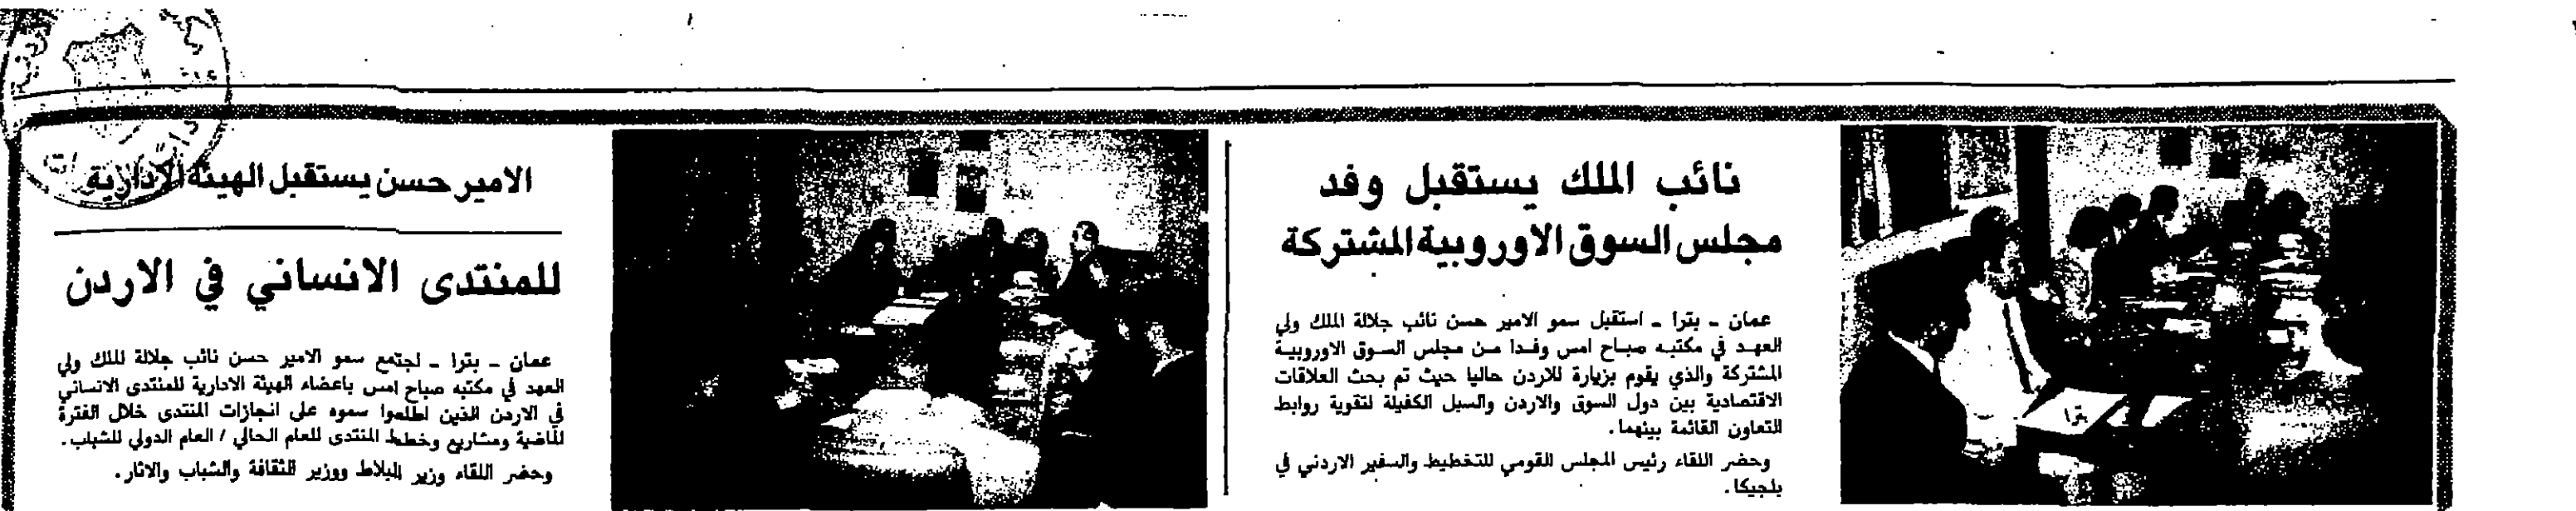 نائب الملك يستقبل وفد
مجلس السوق الاوروبية المشتركة
عمان ـ بترا ـ استقبل سمو الامير حسن نائب جلالة الملك ولي
العهد في مكتبه صباح امس وفدا من مجلس السوق الاوروبية
المشتركة والذي يقوم بزيارة للاردن حاليا حيث تم بحث العلاقات
الاقتصادية بين دول السوق والاردن والسبل الكفيلة لتقوية روابط
التعاون القائمة بينهما.
وحضر اللقاء رئيس المجلس القومي للتخطيط والسفير الاردني في
بلجيكا.
بترا
الامير حسن يستقبل الهيئة الادارية
للمنتدى الانساني في الاردن
عمان ـ بترا ـ اجتمع سمو الامير حسن نائب جلالة الملك ولي
العهد في مكتبه صباح امس باعضاء الهيئة الادارية للمنتدى الانساني
في الاردن الذين اطلعوا سموه على انجازات المنتدى خلال الفترة
الماضية ومشاريع وخطط المنتدى للعام الحالي / العام الدولي للشباب.
وحضر اللقاء وزير البلاط ووزير الثقافة والشباب والاثار.